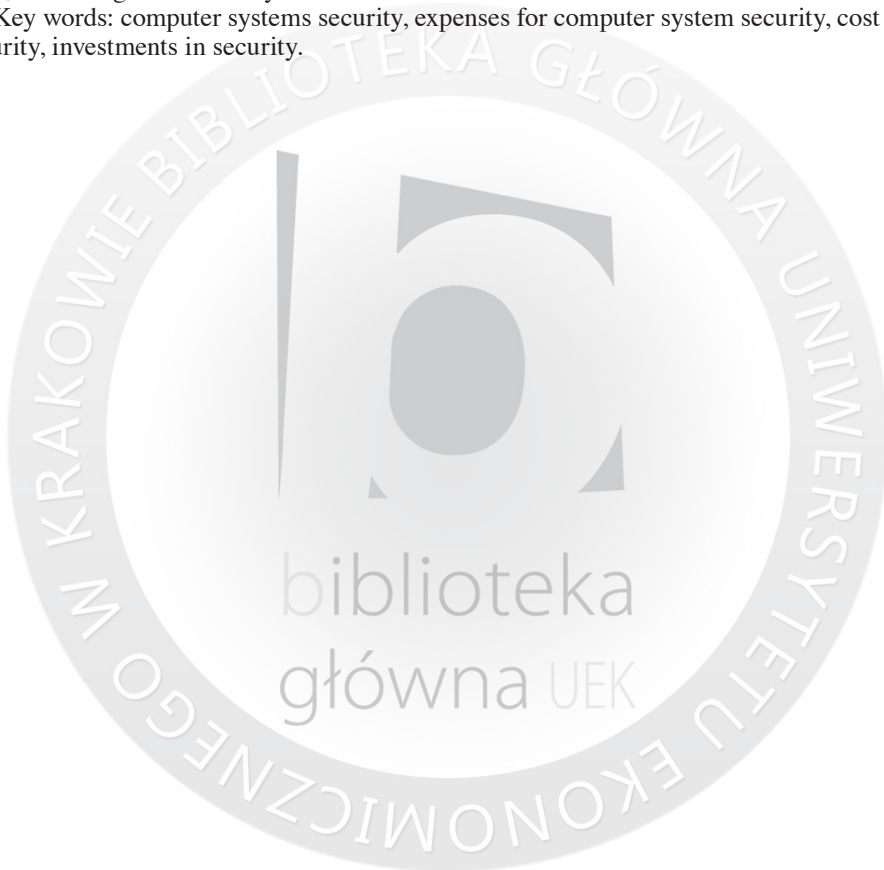 Key words: computer systems security, expenses for computer system security, cost
urity, investments in security.
BIBLIOTEKA GŁÓWNA UNIWERSYTETU EKONOMICZNEGO W KRAKOWIE
biblioteka
główna UEK